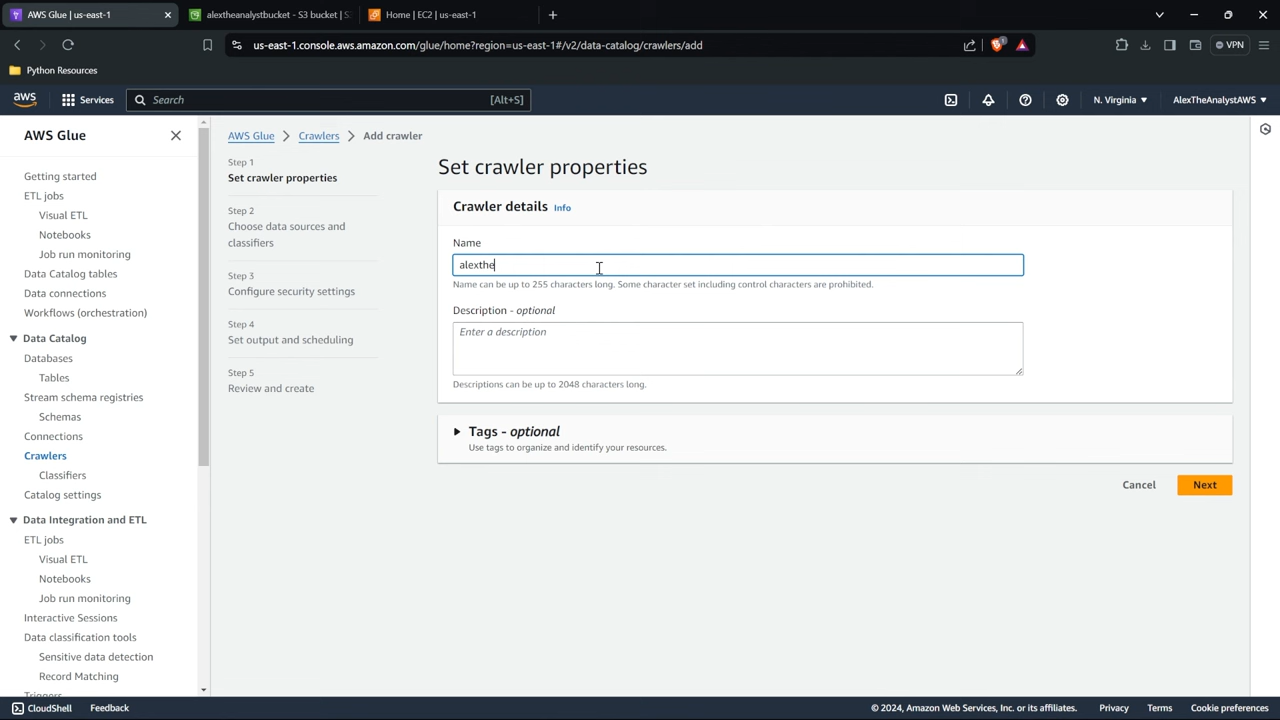 AWS Glue | us-east-1
alextheanalystbucket - S3 bucket | S3
Home | EC2 | us-east-1
us-east-1.console.aws.amazon.com/glue/home?region=us-east-1#/v2/data-catalog/crawlers/add
VPN
Python Resources
aws
Services
Search
[Alt+S]
N. Virginia
AlexTheAnalystAWS
AWS Glue
Getting started
ETL jobs
Visual ETL
Notebooks
Job run monitoring
Data Catalog tables
Data connections
Workflows (orchestration)
Data Catalog
Databases
Tables
Stream schema registries
Schemas
Connections
Crawlers
Classifiers
Catalog settings
Data Integration and ETL
ETL jobs
Visual ETL
Notebooks
Job run monitoring
Interactive Sessions
Data classification tools
Sensitive data detection
Record Matching
Triggers
AWS Glue > Crawlers > Add crawler
Step 1
Set crawler properties
Step 2
Choose data sources and
classifiers
Step 3
Configure security settings
Step 4
Set output and scheduling
Step 5
Review and create
Set crawler properties
Crawler details Info
Name
alexthe
Name can be up to 255 characters long. Some character set including control characters are prohibited.
Description - optional
Enter a description
Descriptions can be up to 2048 characters long.
Tags - optional
Use tags to organize and identify your resources.
Cancel
Next
CloudShell
Feedback
© 2024, Amazon Web Services, Inc. or its affiliates.
Privacy
Terms
Cookie preferences